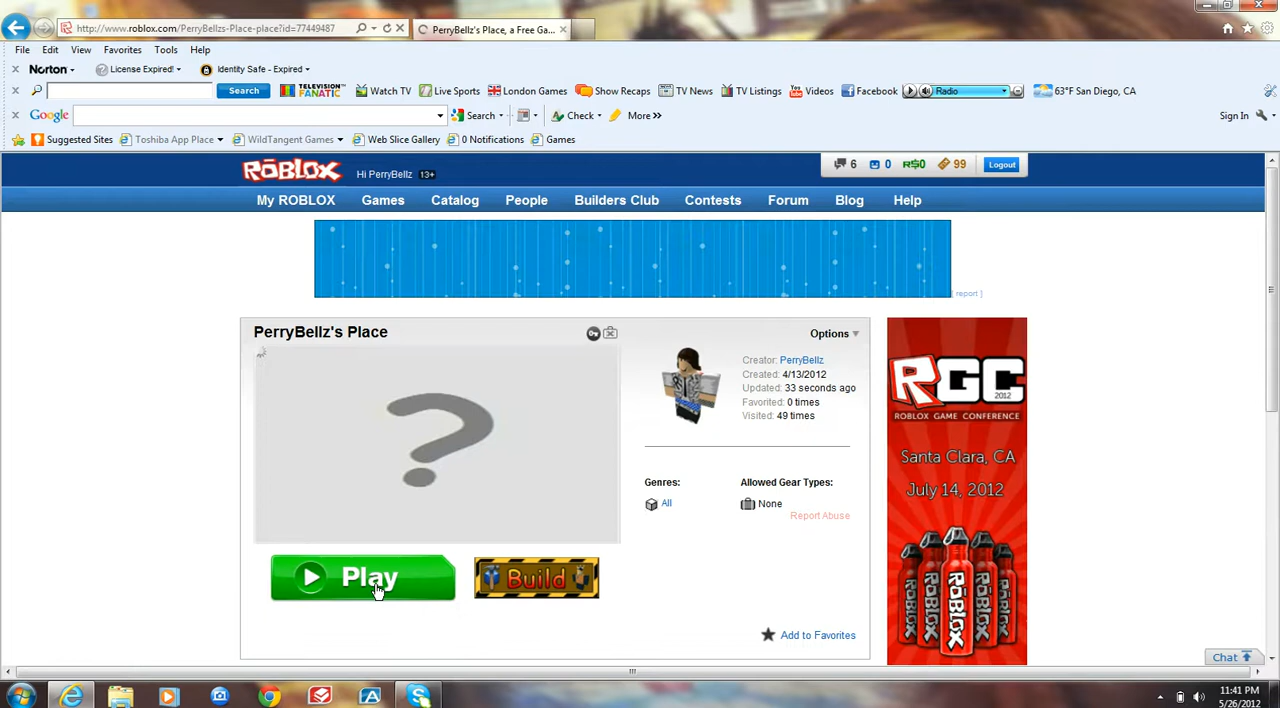 http://www.roblox.com/PerryBellzs-Place-place?id=77449487
PerryBellz's Place, a Free Ga...
File Edit View Favorites Tools Help
Norton License Expired! Identity Safe - Expired
Search TELEVISION FANATIC Watch TV Live Sports London Games Show Recaps TV News TV Listings Videos Facebook Radio 63°F San Diego, CA
Google Search Check More » Sign In
Suggested Sites Toshiba App Place WildTangent Games Web Slice Gallery 0 Notifications Games
ROBLOX Hi PerryBellz 13+ 6 0 R$0 99 Logout
My ROBLOX Games Catalog People Builders Club Contests Forum Blog Help
[ report ]
PerryBellz's Place
Options
Creator: PerryBellz
Created: 4/13/2012
Updated: 33 seconds ago
Favorited: 0 times
Visited: 49 times
Genres:
All
Allowed Gear Types:
None
Report Abuse
?
Play
Build
Add to Favorites
RGC
2012
ROBLOX GAME CONFERENCE
Santa Clara, CA
July 14, 2012
ROBLOX ROBLOX ROBLOX ROBLOX ROBLOX
Chat
11:41 PM
5/26/2012